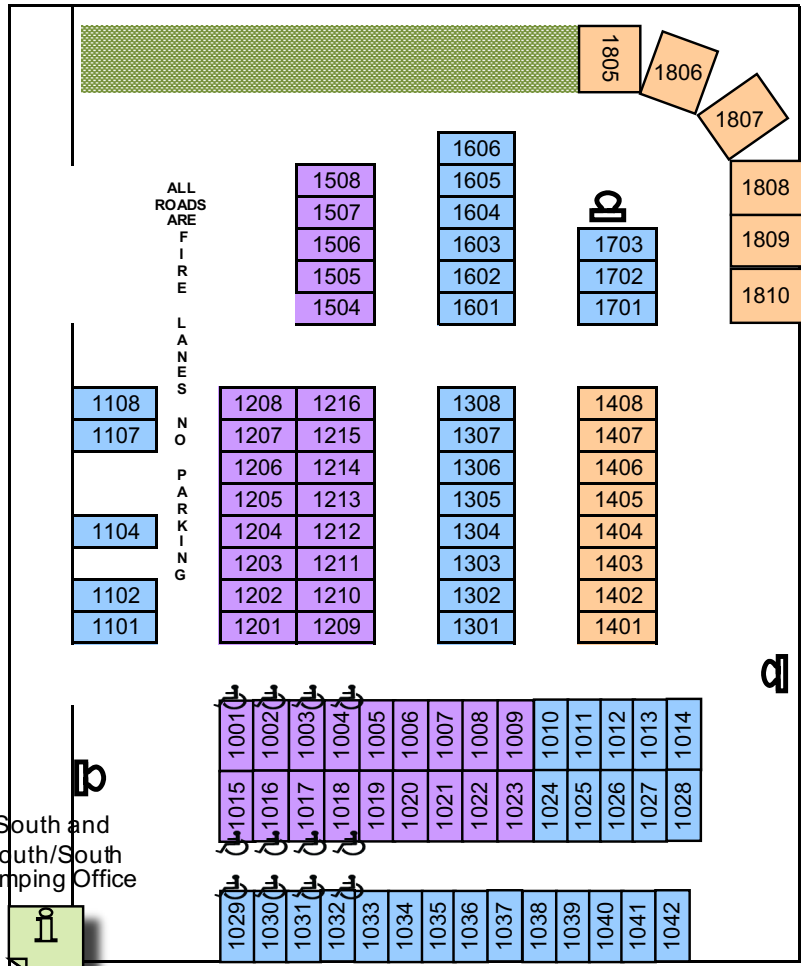 1805
1806
1807
1808
1809
1810
1606
1605
1604
1603
1602
1601
1508
1507
1506
1505
1504
1703
1702
1701
ALL
ROADS
ARE
F
I
R
E
L
A
N
E
S
N
O
P
A
R
K
I
N
G
1108
1107
1104
1102
1101
1208 1216
1207 1215
1206 1214
1205 1213
1204 1212
1203 1211
1202 1210
1201 1209
1308
1307
1306
1305
1304
1303
1302
1301
1408
1407
1406
1405
1404
1403
1402
1401
1001 1002 1003 1004 1005 1006 1007 1008 1009 1010 1011 1012 1013 1014
1015 1016 1017 1018 1019 1020 1021 1022 1023 1024 1025 1026 1027 1028
South and
outh/South
mping Office
i
1029 1030 1031 1032 1033 1034 1035 1036 1037 1038 1039 1040 1041 1042